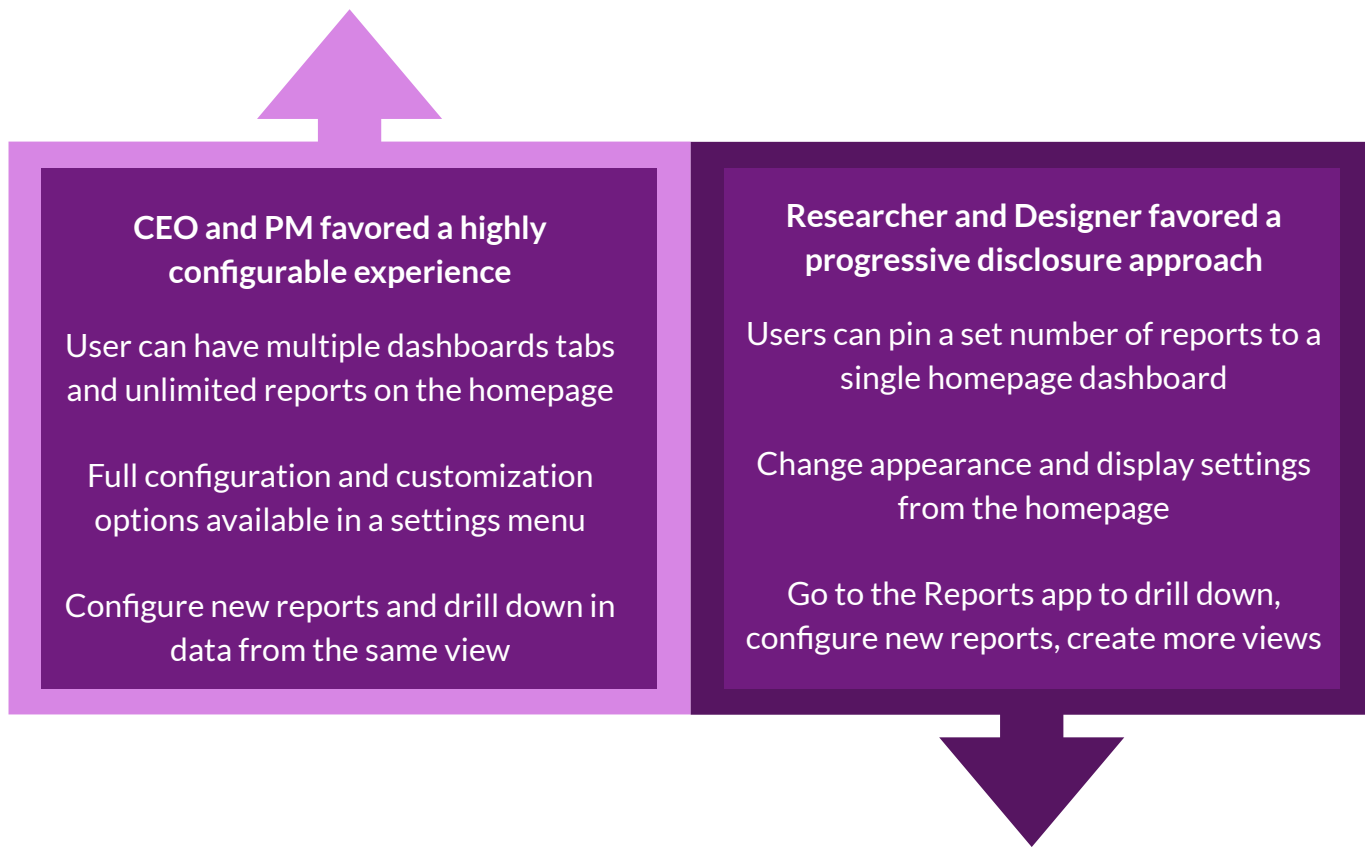 CEO and PM favored a highly
configurable experience
User can have multiple dashboards tabs
and unlimited reports on the homepage
Full configuration and customization
options available in a settings menu
Configure new reports and drill down in
data from the same view
Researcher and Designer favored a
progressive disclosure approach
Users can pin a set number of reports to a
single homepage dashboard
Change appearance and display settings
from the homepage
Go to the Reports app to drill down,
configure new reports, create more views